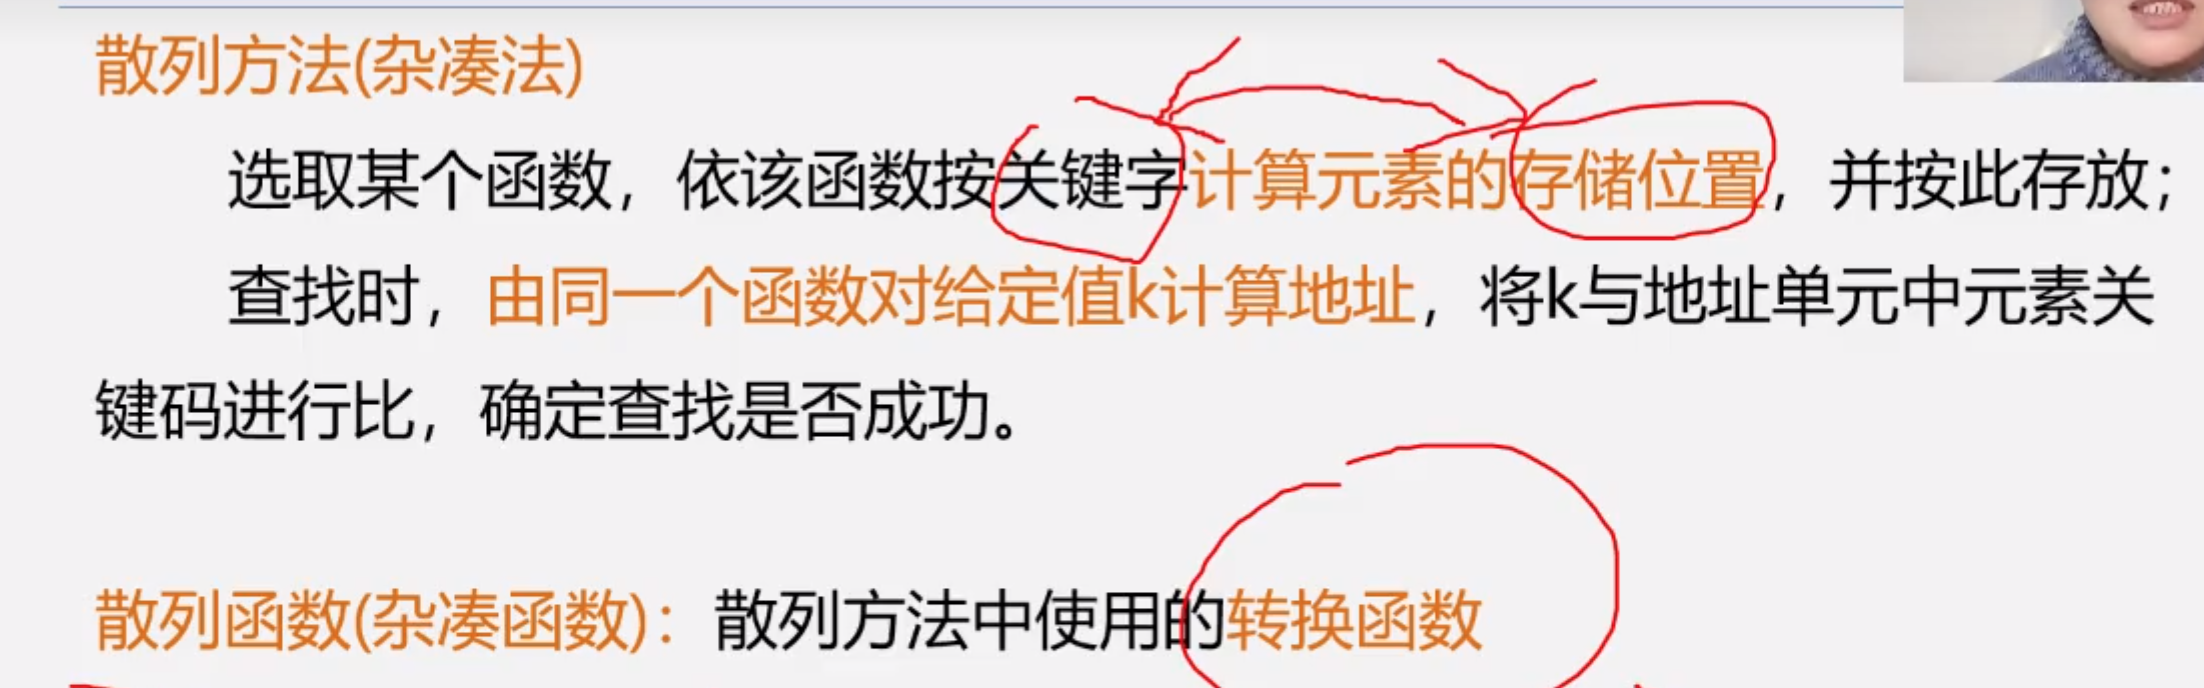 散列方法(杂凑法)
选取某个函数，依该函数按关键字计算元素的存储位置，并按此存放；
查找时，由同一个函数对给定值k计算地址，将k与地址单元中元素关
键码进行比，确定查找是否成功。
散列函数(杂凑函数)：散列方法中使用的转换函数